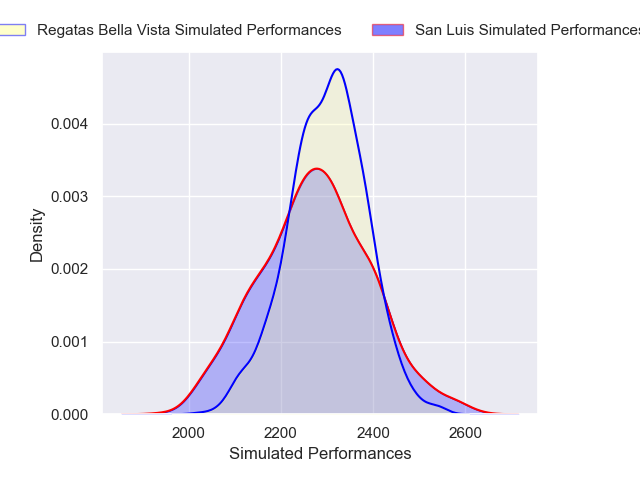 Regatas Bella Vista Simulated Performances
San Luis Simulated Performances
0.004
0.003
0.002
0.001
0.000
Density
2000 2200 2400 2600
Simulated Performances